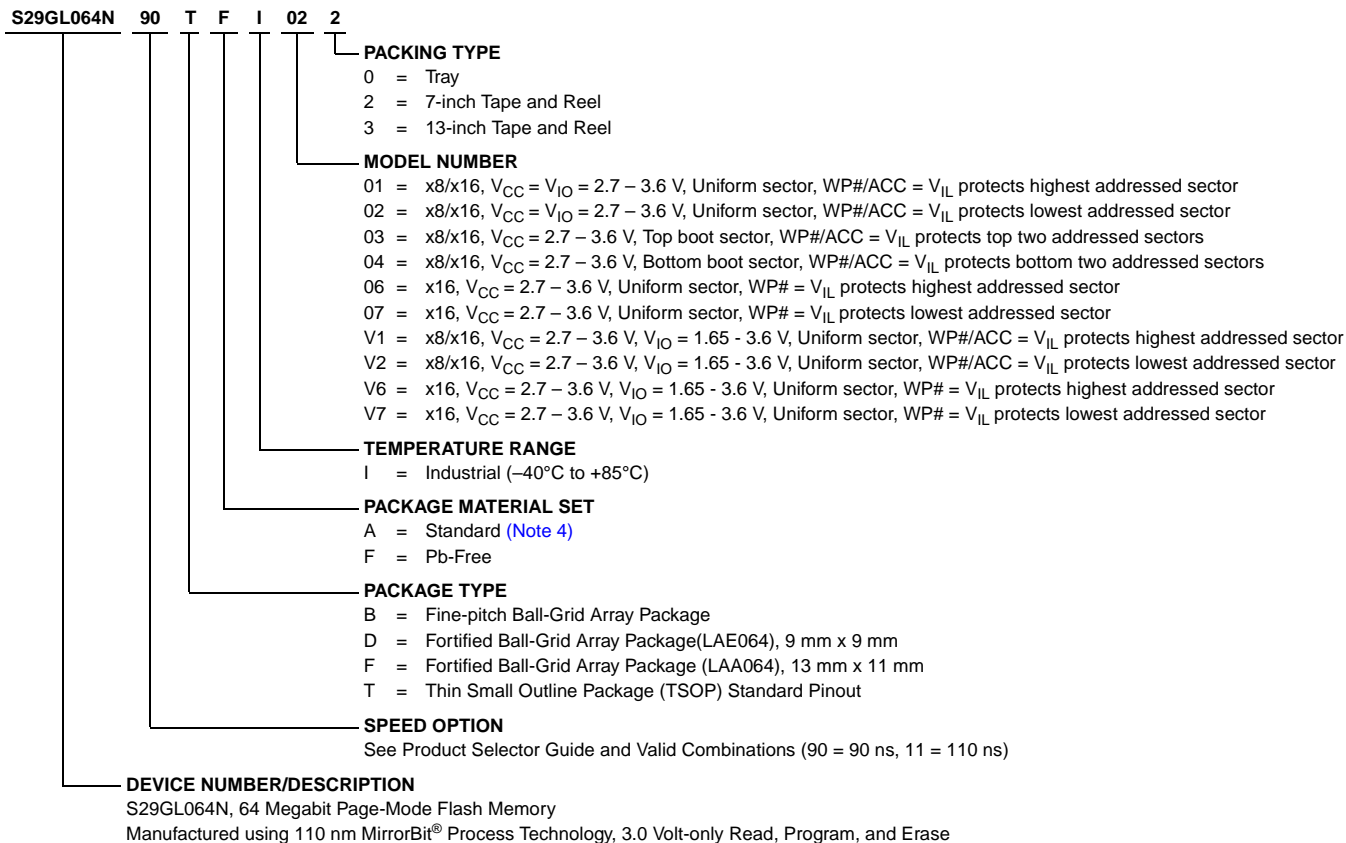 S29GL064N 90 T F I 02 2
PACKING TYPE
0 = Tray
2 = 7-inch Tape and Reel
3 = 13-inch Tape and Reel
MODEL NUMBER
01 = x8/x16, VCC = VIO = 2.7 – 3.6 V, Uniform sector, WP#/ACC = VIL protects highest addressed sector
02 = x8/x16, VCC = VIO = 2.7 – 3.6 V, Uniform sector, WP#/ACC = VIL protects lowest addressed sector
03 = x8/x16, VCC = 2.7 – 3.6 V, Top boot sector, WP#/ACC = VIL protects top two addressed sectors
04 = x8/x16, VCC = 2.7 – 3.6 V, Bottom boot sector, WP#/ACC = VIL protects bottom two addressed sectors
06 = x16, VCC = 2.7 – 3.6 V, Uniform sector, WP# = VIL protects highest addressed sector
07 = x16, VCC = 2.7 – 3.6 V, Uniform sector, WP# = VIL protects lowest addressed sector
V1 = x8/x16, VCC = 2.7 – 3.6 V, VIO = 1.65 - 3.6 V, Uniform sector, WP#/ACC = VIL protects highest addressed sector
V2 = x8/x16, VCC = 2.7 – 3.6 V, VIO = 1.65 - 3.6 V, Uniform sector, WP#/ACC = VIL protects lowest addressed sector
V6 = x16, VCC = 2.7 – 3.6 V, VIO = 1.65 - 3.6 V, Uniform sector, WP# = VIL protects highest addressed sector
V7 = x16, VCC = 2.7 – 3.6 V, VIO = 1.65 - 3.6 V, Uniform sector, WP# = VIL protects lowest addressed sector
TEMPERATURE RANGE
I = Industrial (–40°C to +85°C)
PACKAGE MATERIAL SET
A = Standard (Note 4)
F = Pb-Free
PACKAGE TYPE
B = Fine-pitch Ball-Grid Array Package
D = Fortified Ball-Grid Array Package(LAE064), 9 mm x 9 mm
F = Fortified Ball-Grid Array Package (LAA064), 13 mm x 11 mm
T = Thin Small Outline Package (TSOP) Standard Pinout
SPEED OPTION
See Product Selector Guide and Valid Combinations (90 = 90 ns, 11 = 110 ns)
DEVICE NUMBER/DESCRIPTION
S29GL064N, 64 Megabit Page-Mode Flash Memory
Manufactured using 110 nm MirrorBit® Process Technology, 3.0 Volt-only Read, Program, and Erase